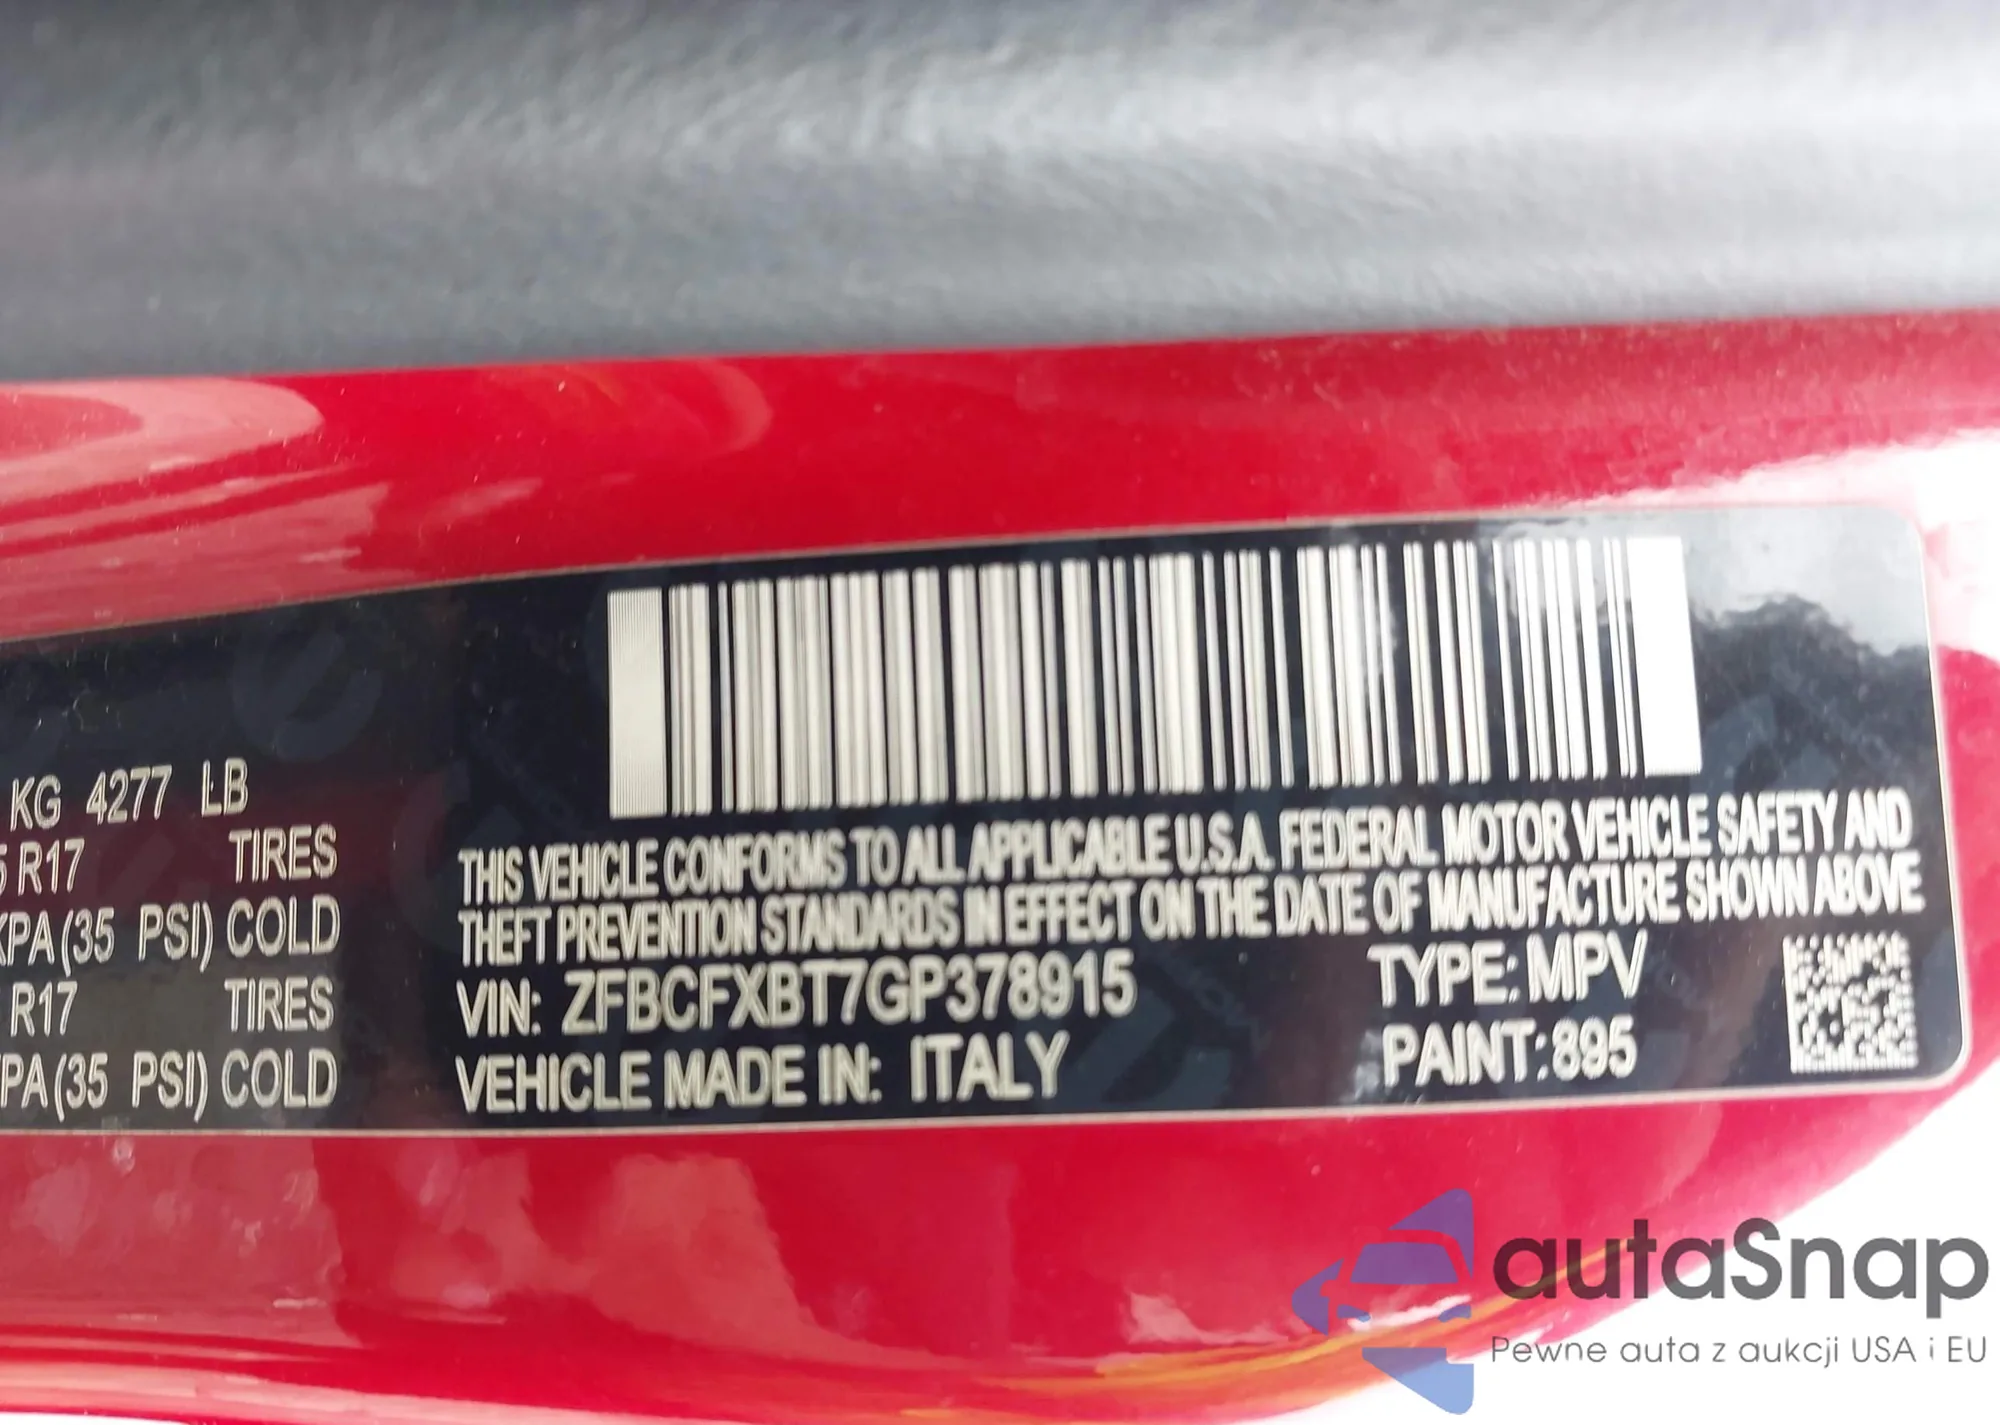 KG 4277 LB
R17 TIRES
KPA (35 PSI) COLD
R17 TIRES
PA (35 PSI) COLD
THIS VEHICLE CONFORMS TO ALL APPLICABLE U.S.A. FEDERAL MOTOR VEHICLE SAFETY AND
THEFT PREVENTION STANDARDS IN EFFECT ON THE DATE OF MANUFACTURE SHOWN ABOVE
VIN: ZFBCFXBT7GP378915 TYPE: MPV
VEHICLE MADE IN: ITALY PAINT: 895
autaSnap
Pewne auta z aukcji USA i EU